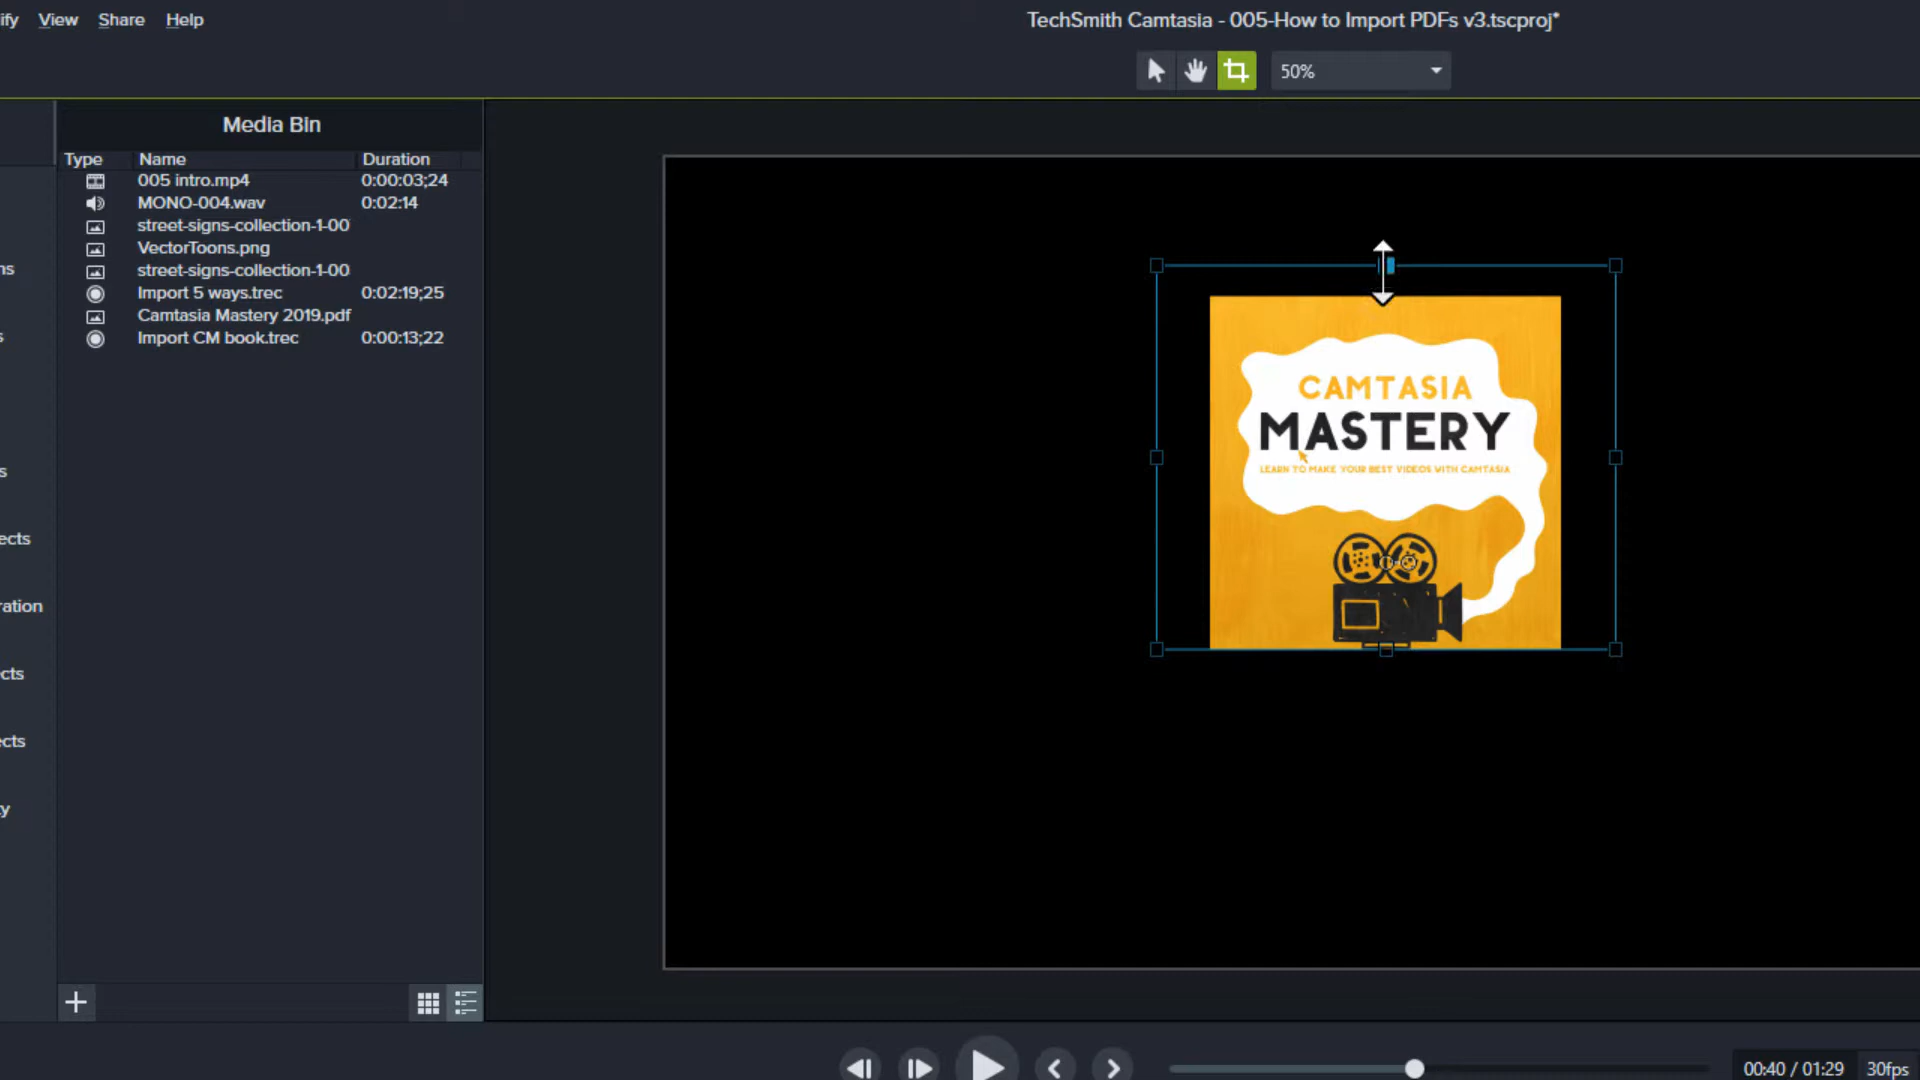 ify View Share Help
TechSmith Camtasia - 005-How to Import PDFs v3.tscproj*
50%
Media Bin
Type Name Duration
005 intro.mp4 0:00:03;24
MONO-004.wav 0:02:14
street-signs-collection-1-00
VectorToons.png
street-signs-collection-1-00
Import 5 ways.trec 0:02:19;25
Camtasia Mastery 2019.pdf
Import CM book.trec 0:00:13;22
ns
s
s
ects
ration
cts
cts
y
CAMTASIA
MASTERY
LEARN TO MAKE YOUR BEST VIDEOS WITH CAMTASIA
00:40 / 01:29 30fps